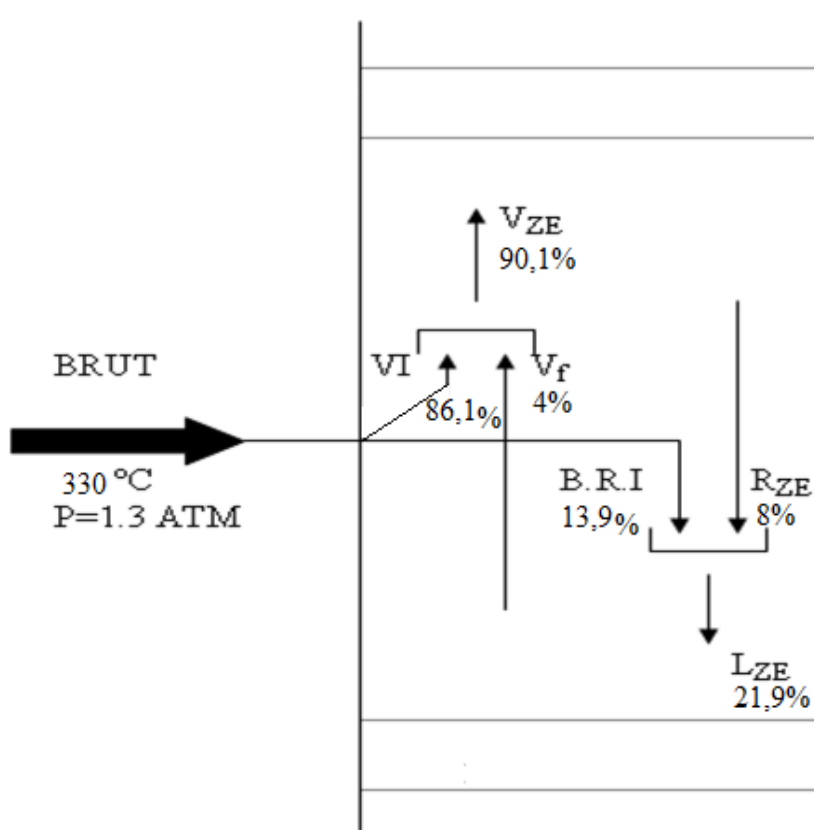 V_ZE
90,1%
BRUT
VI
V_f
86,1%
4%
330 °C
P=1.3 ATM
B.R.I
13,9%
R_ZE
8%
L_ZE
21,9%